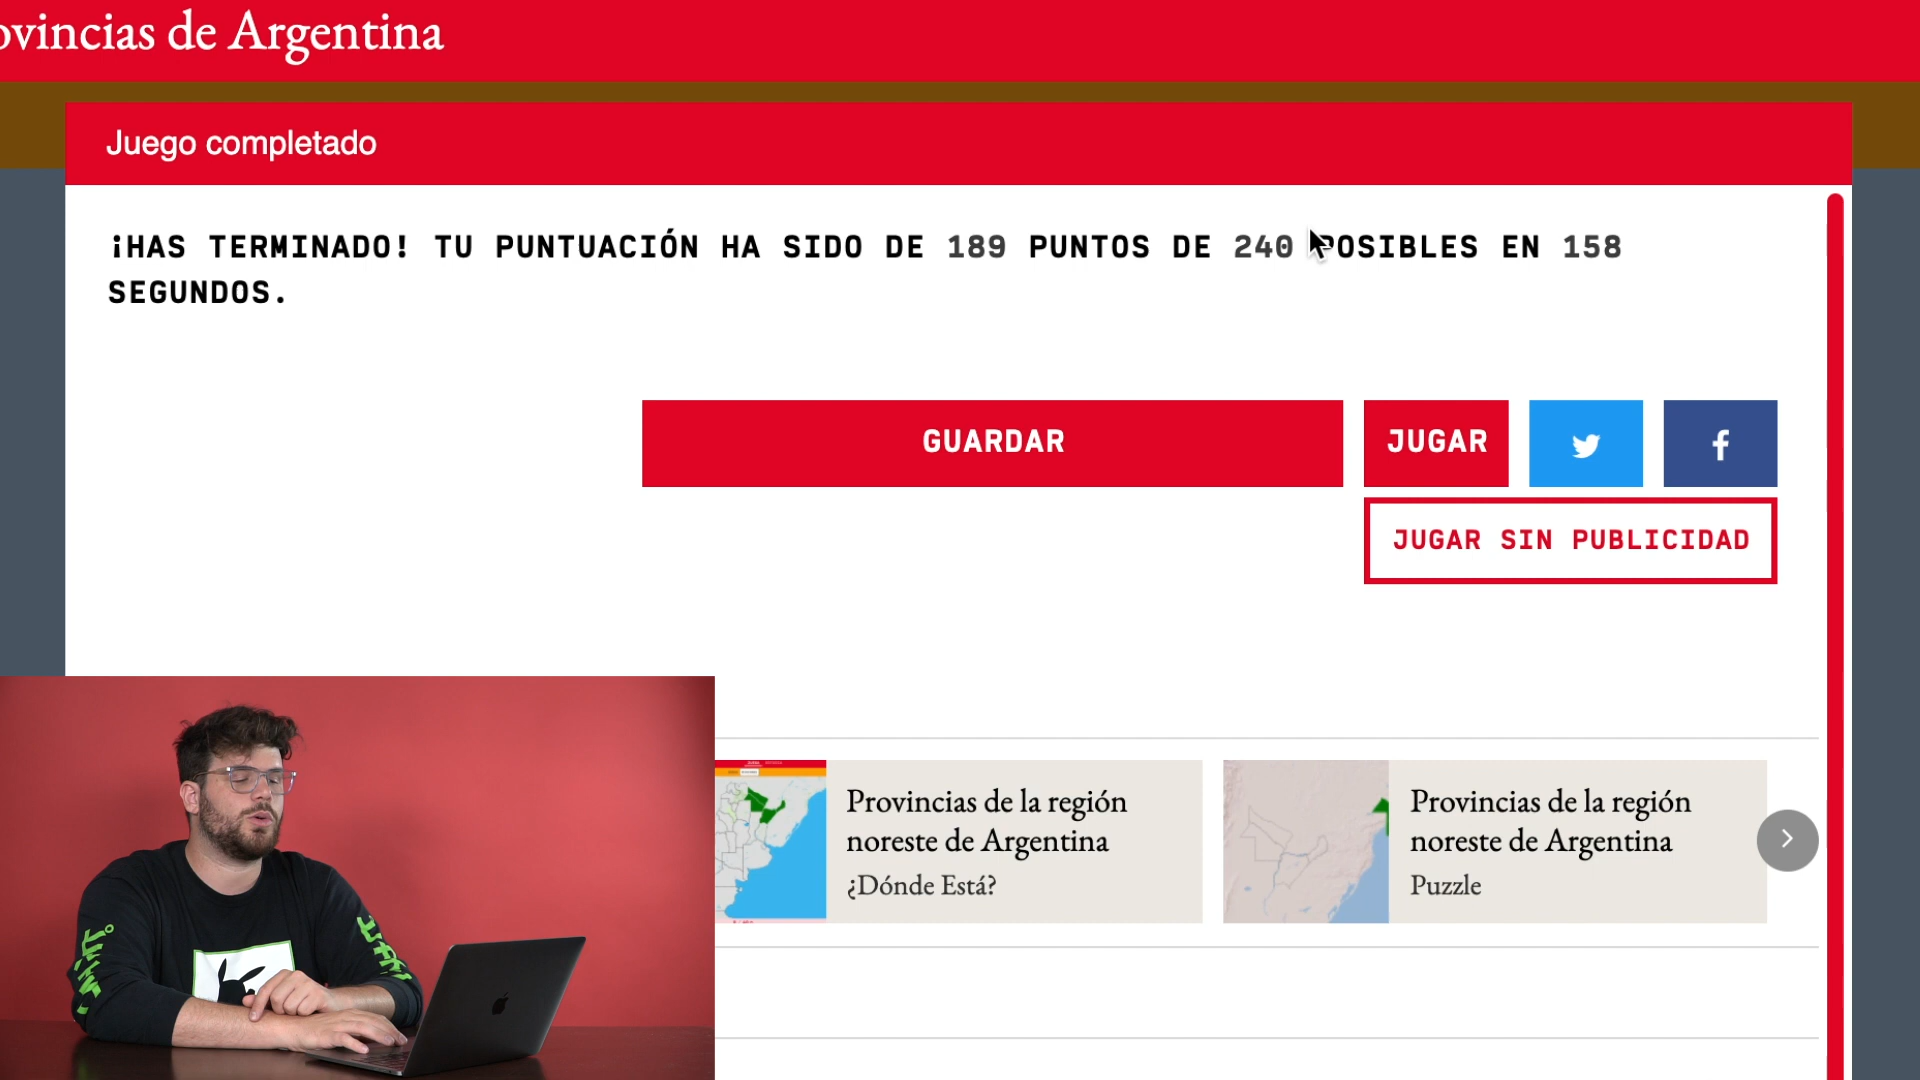 ovincias de Argentina
Juego completado
¡HAS TERMINADO! TU PUNTUACIÓN HA SIDO DE 189 PUNTOS DE 240 POSIBLES EN 158
SEGUNDOS.
GUARDAR
JUGAR
JUGAR SIN PUBLICIDAD
Provincias de la región
noreste de Argentina
¿Dónde Está?
Provincias de la región
noreste de Argentina
Puzzle